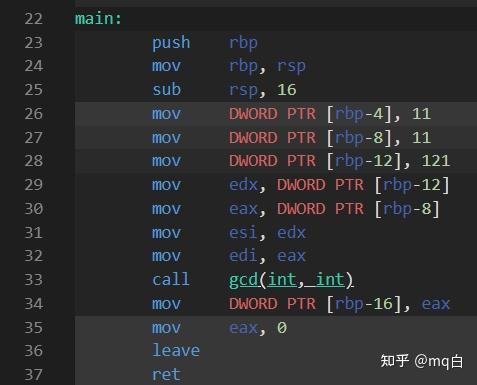 22 main:
23 push rbp
24 mov rbp, rsp
25 sub rsp, 16
26 mov DWORD PTR [rbp-4], 11
27 mov DWORD PTR [rbp-8], 11
28 mov DWORD PTR [rbp-12], 121
29 mov edx, DWORD PTR [rbp-12]
30 mov eax, DWORD PTR [rbp-8]
31 mov esi, edx
32 mov edi, eax
33 call gcd(int, int)
34 mov DWORD PTR [rbp-16], eax
35 mov eax, 0
36 leave
37 ret
知乎 @mq白